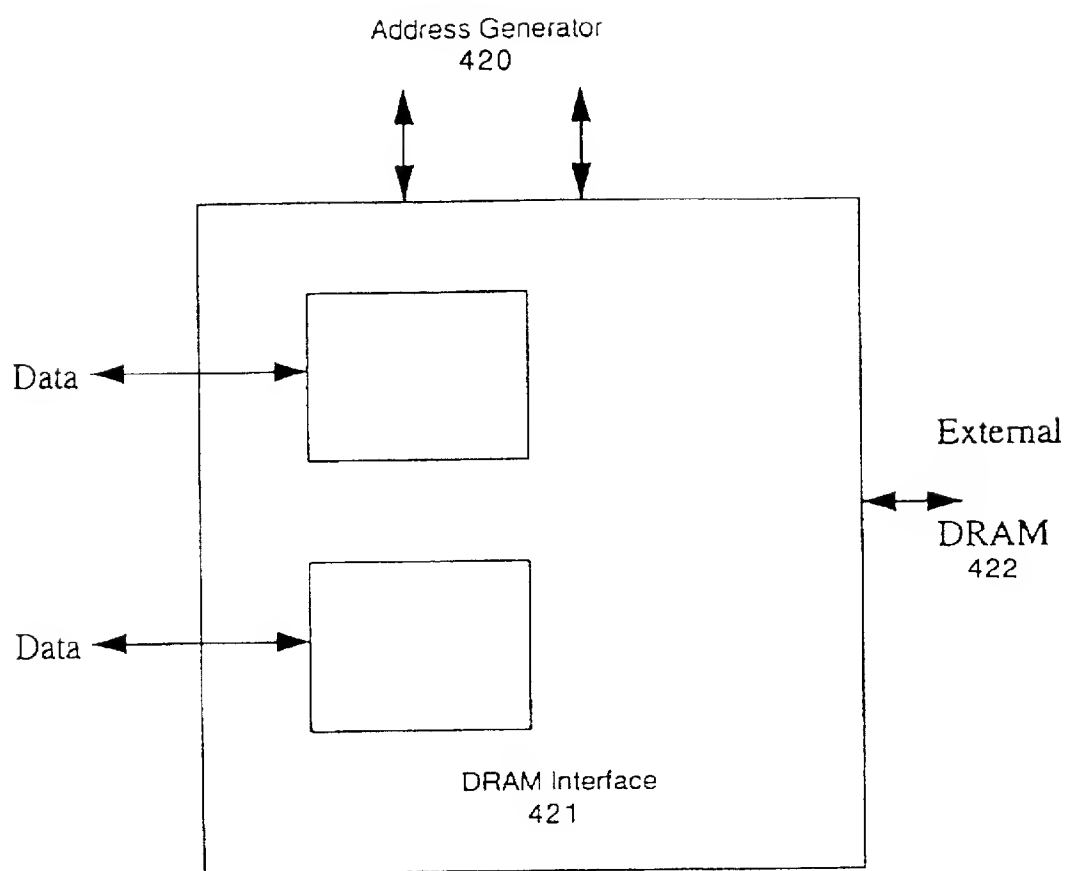 Address Generator
420
Data
External
DRAM
422
Data
DRAM Interface
421